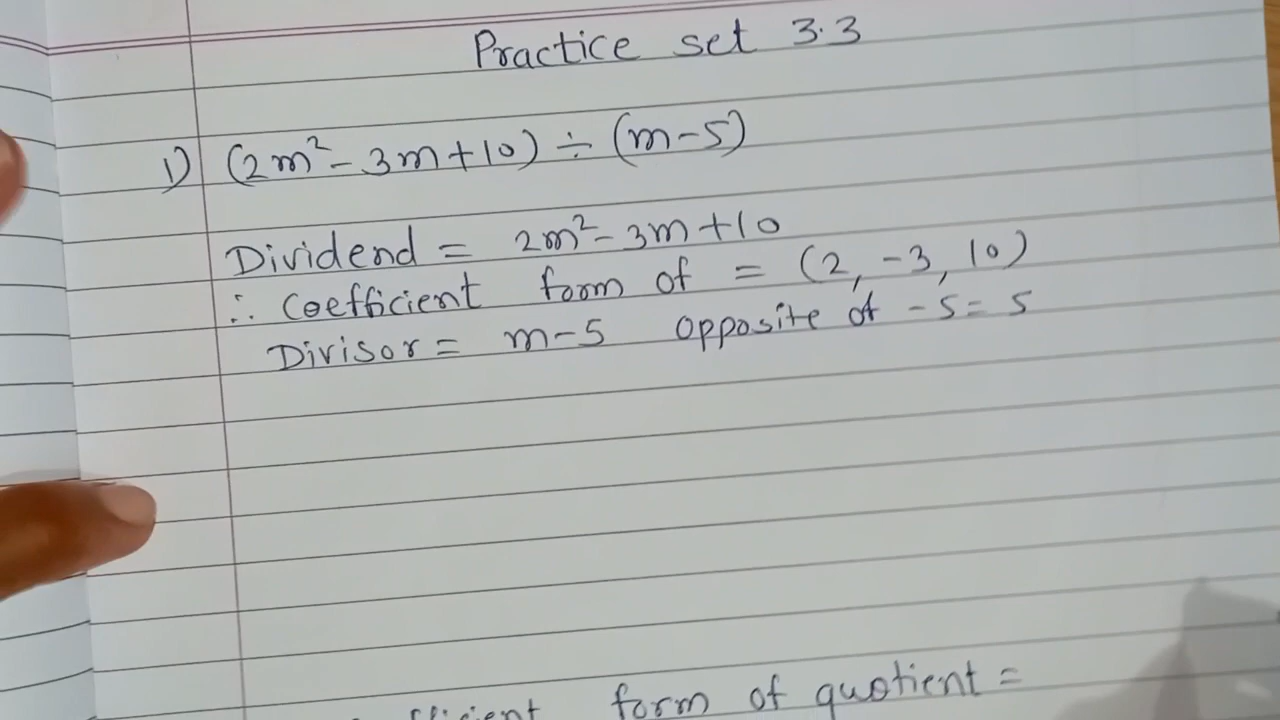 Practice set 3.3
1) (2m² - 3m + 10) ÷ (m - 5)
Dividend = 2m² - 3m + 10
∴ Coefficient form of = (2, -3, 10)
Divisor = m - 5 opposite of - 5 = 5
form of quotient =